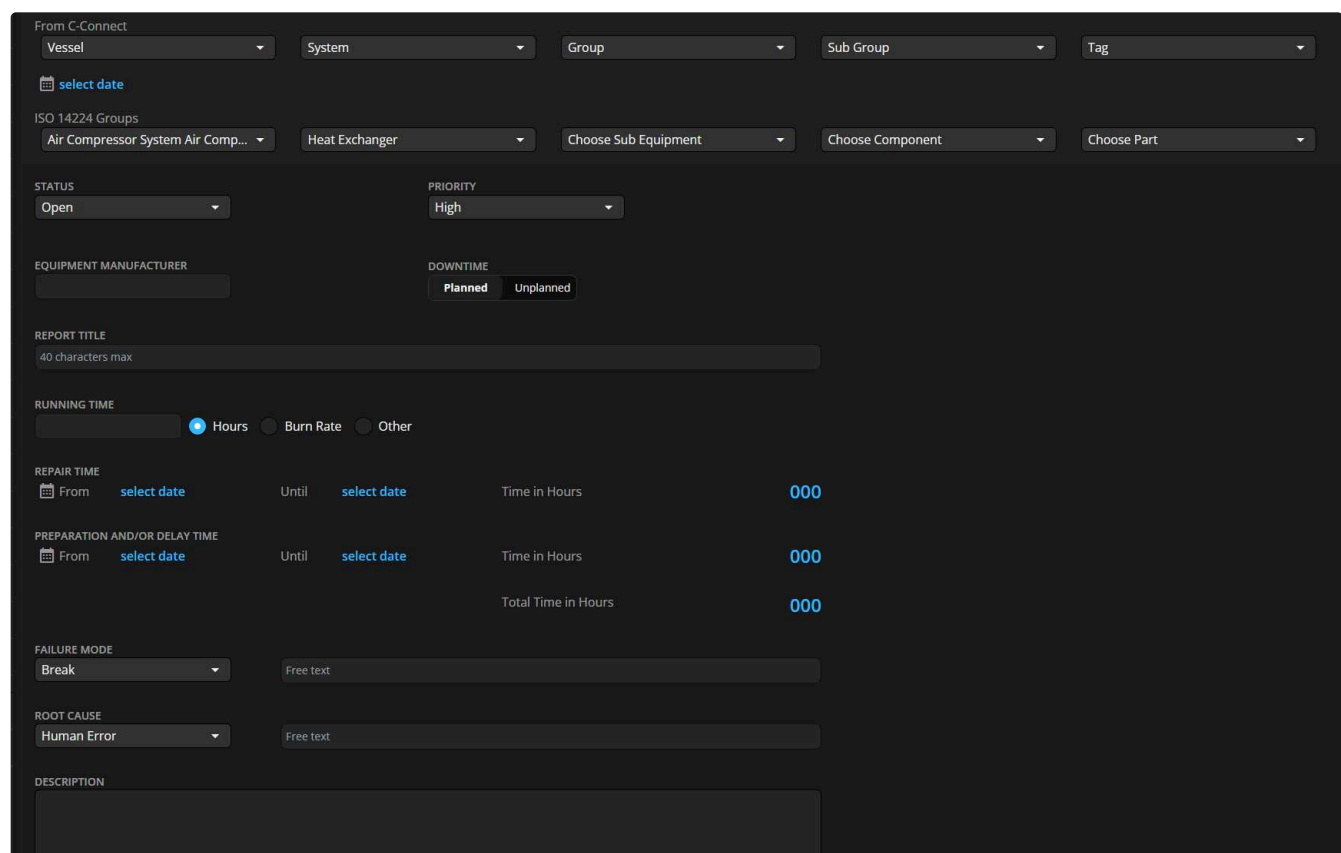 From C-Connect
Vessel System Group Sub Group Tag
select date
ISO 14224 Groups
Air Compressor System Air Comp... Heat Exchanger Choose Sub Equipment Choose Component Choose Part
STATUS PRIORITY
Open High
EQUIPMENT MANUFACTURER DOWNTIME
Planned Unplanned
REPORT TITLE
40 characters max
RUNNING TIME
Hours Burn Rate Other
REPAIR TIME
From select date Until select date Time in Hours 000
PREPARATION AND/OR DELAY TIME
From select date Until select date Time in Hours 000
Total Time in Hours 000
FAILURE MODE
Break Free text
ROOT CAUSE
Human Error Free text
DESCRIPTION